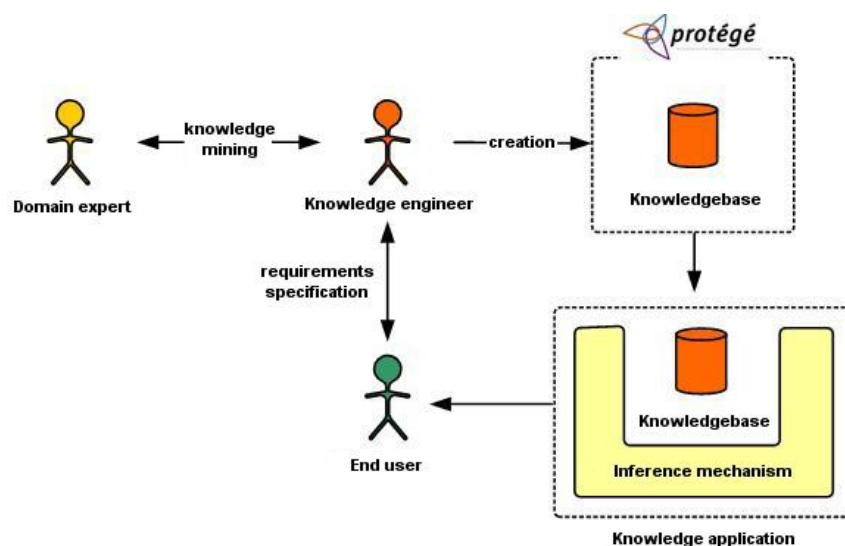 protégé
knowledge
mining
creation
Domain expert
Knowledge engineer
Knowledgebase
requirements
specification
Knowledgebase
End user
Inference mechanism
Knowledge application